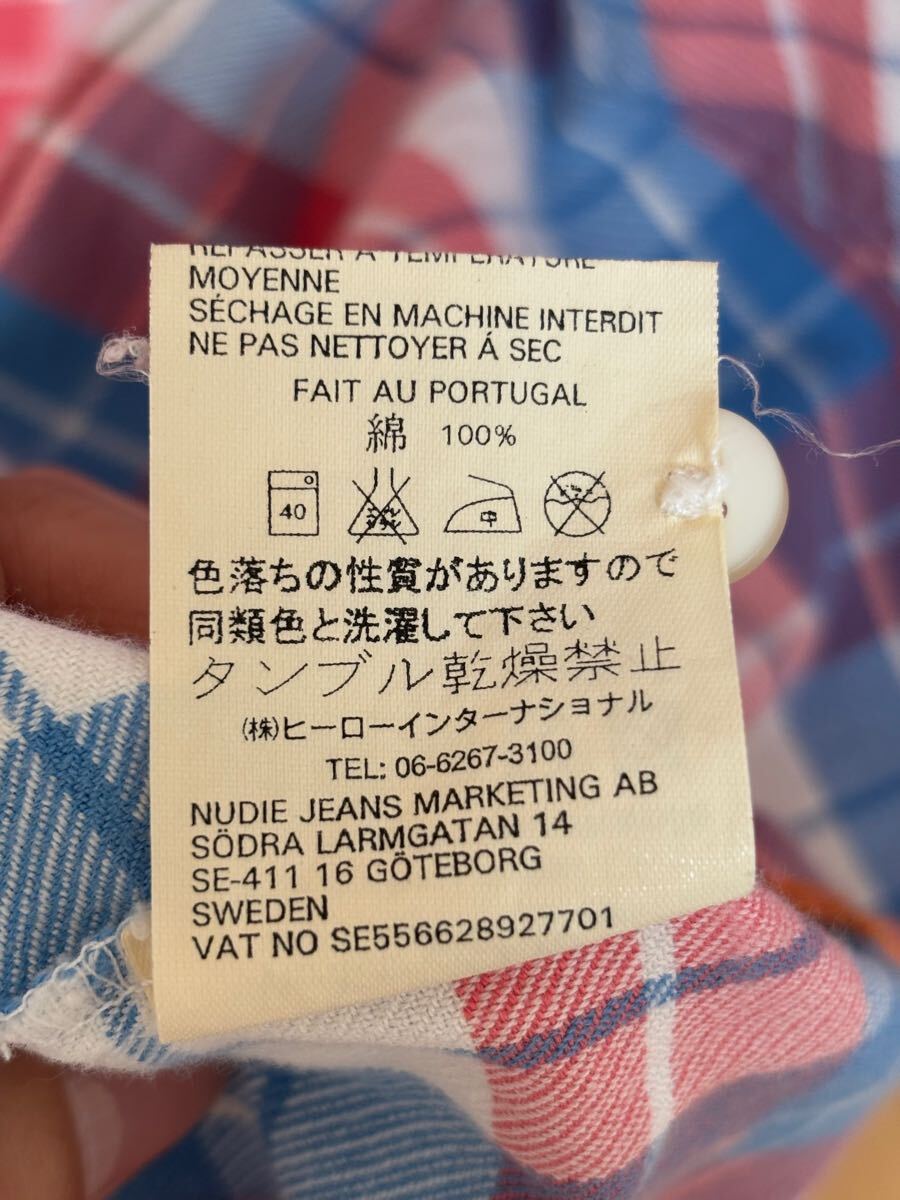 REPASSER A TEMPERATURE
MOYENNE
SÉCHAGE EN MACHINE INTERDIT
NE PAS NETTOYER Á SEC
FAIT AU PORTUGAL
綿 100%
40 中
色落ちの性質がありますので
同類色と洗濯して下さい
タンブル乾燥禁止
㈱ヒーローインターナショナル
TEL: 06-6267-3100
NUDIE JEANS MARKETING AB
SÖDRA LARMGATAN 14
SE-411 16 GÖTEBORG
SWEDEN
VAT NO SE556628927701